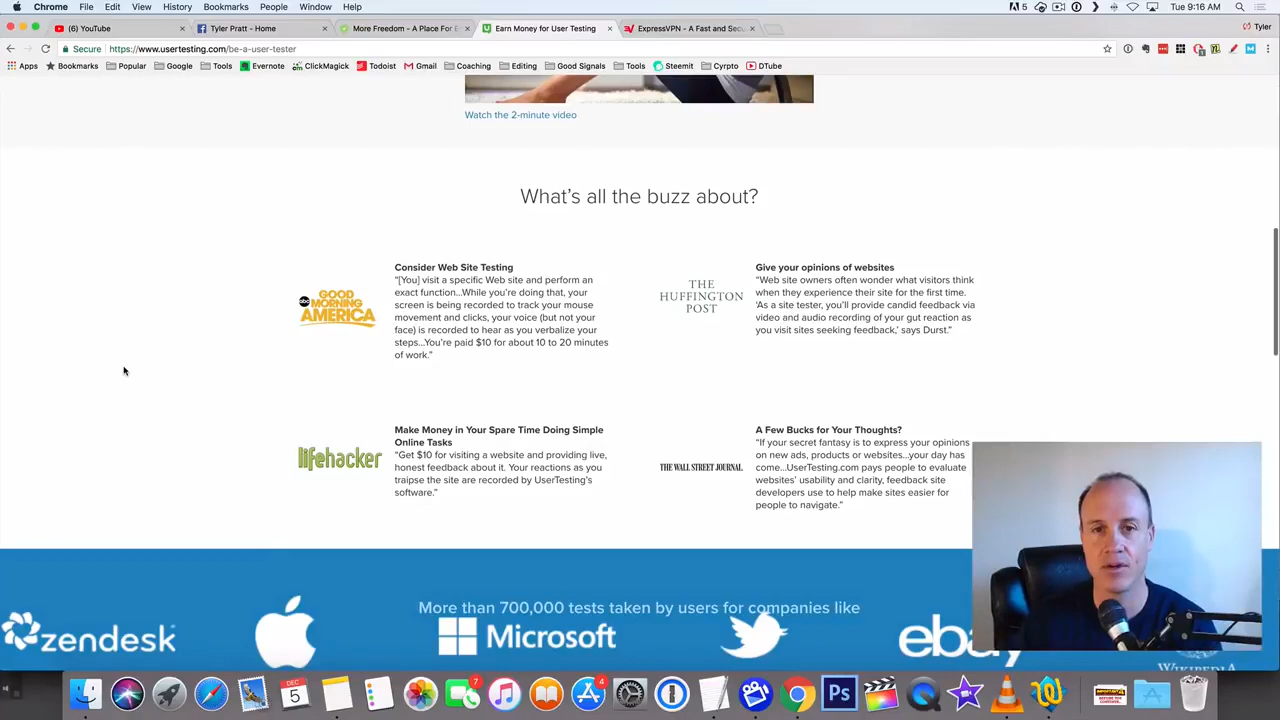 Chrome File Edit View History Bookmarks People Window Help
5 Tue 9:16 AM Tyler Pratt
(6) YouTube
Tyler Pratt - Home
More Freedom – A Place For E
Earn Money for User Testing
ExpressVPN - A Fast and Secu
Tyler
Secure https://www.usertesting.com/be-a-user-tester
Apps Bookmarks Popular Google Tools Evernote ClickMagick Todoist Gmail Coaching Editing Good Signals Tools Steemit Cyrpto DTube
Watch the 2-minute video
What's all the buzz about?
abc GOOD MORNING AMERICA
Consider Web Site Testing
"[You] visit a specific Web site and perform an
exact function...While you're doing that, your
screen is being recorded to track your mouse
movement and clicks, your voice (but not your
face) is recorded to hear as you verbalize your
steps...You're paid $10 for about 10 to 20 minutes
of work."
THE
HUFFINGTON
POST
Give your opinions of websites
"Web site owners often wonder what visitors think
when they experience their site for the first time.
'As a site tester, you'll provide candid feedback via
video and audio recording of your gut reaction as
you visit sites seeking feedback,' says Durst."
lifehacker
Make Money in Your Spare Time Doing Simple
Online Tasks
"Get $10 for visiting a website and providing live,
honest feedback about it. Your reactions as you
traipse the site are recorded by UserTesting's
software."
THE WALL STREET JOURNAL
A Few Bucks for Your Thoughts?
"If your secret fantasy is to express your opinions
on new ads, products or websites...your day has
come...UserTesting.com pays people to evaluate
websites' usability and clarity, feedback site
developers use to help make sites easier for
people to navigate."
More than 700,000 tests taken by users for companies like
zendesk
Microsoft
ebay
WIKIPEDIA
DEC
5
7
4
Ps